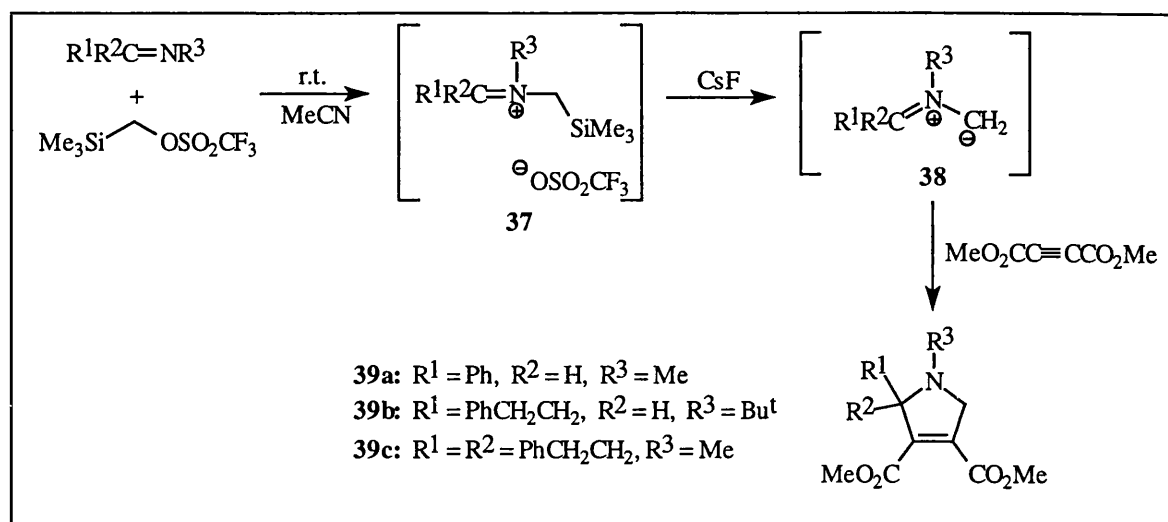 R¹R²C=NR³
+
Me₃Si OSO₂CF₃
r.t.
MeCN
R³
R¹R²C=N⊕
SiMe₃
⊖OSO₂CF₃
37
CsF
R³
R¹R²C=N⊕ CH₂⊖
38
MeO₂CC≡CCO₂Me
39a: R¹=Ph, R²=H, R³=Me
39b: R¹=PhCH₂CH₂, R²=H, R³=Buᵗ
39c: R¹=R²=PhCH₂CH₂, R³=Me
R³
R¹ N
R²
MeO₂C CO₂Me